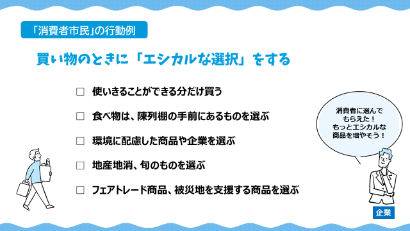 「消費者市民」の行動例
買い物のときに「エシカルな選択」をする
□ 使いきることができる分だけ買う
□ 食べ物は、陳列棚の手前にあるものを選ぶ
□ 環境に配慮した商品や企業を選ぶ
□ 地産地消、旬のものを選ぶ
□ フェアトレード商品、被災地を支援する商品を選ぶ
消費者に選んで
もらえた！
もっとエシカルな
商品を増やそう！
企業